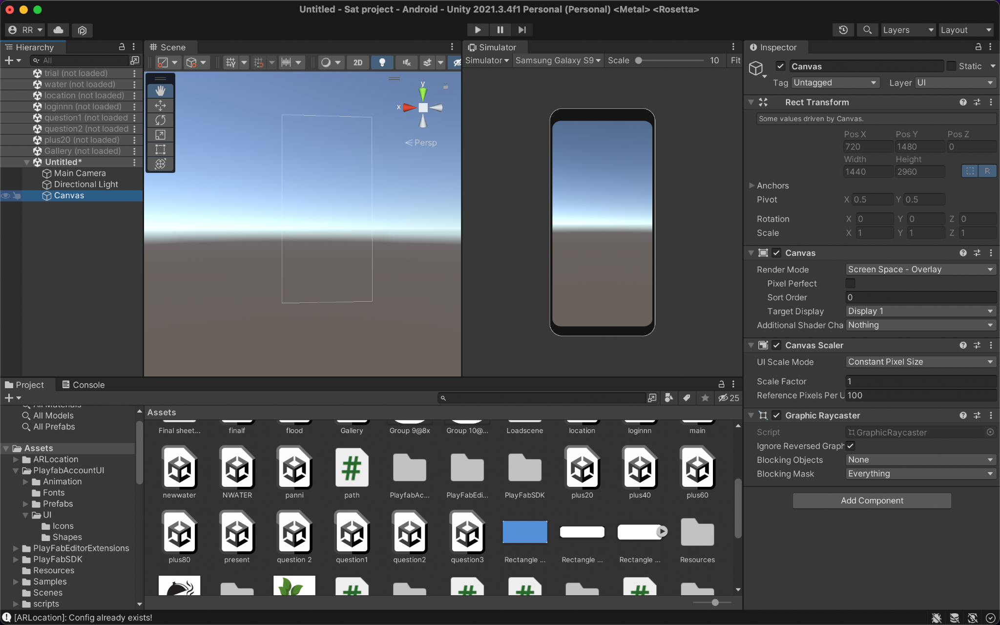 Untitled - Sat project - Android - Unity 2021.3.4f1 Personal (Personal) <Metal> <Rosetta>
RR
Layers
Layout
Hierarchy
All
trial (not loaded)
water (not loaded)
location (not loaded)
loginnn (not loaded)
question1 (not loaded
question2 (not loaded
plus20 (not loaded)
Gallery (not loaded)
Untitled*
Main Camera
Directional Light
Canvas
Scene
2D
y
x
Persp
Simulator
Simulator
Samsung Galaxy S9
Scale
10
Fit
Inspector
Canvas
Static
Tag Untagged
Layer UI
Rect Transform
Some values driven by Canvas.
Pos X Pos Y Pos Z
720 1480 0
Width Height
1440 2960
R
Anchors
Pivot X 0.5 Y 0.5
Rotation X 0 Y 0 Z 0
Scale X 1 Y 1 Z 1
Canvas
Render Mode Screen Space - Overlay
Pixel Perfect
Sort Order 0
Target Display Display 1
Additional Shader Cha Nothing
Canvas Scaler
UI Scale Mode Constant Pixel Size
Scale Factor 1
Reference Pixels Per U 100
Graphic Raycaster
Script GraphicRaycaster
Ignore Reversed Graph
Blocking Objects None
Blocking Mask Everything
Add Component
Project
Console
25
All Materials
All Models
All Prefabs
Assets
ARLocation
PlayfabAccountUI
Animation
Fonts
Prefabs
UI
Icons
Shapes
PlayFabEditorExtensions
PlayFabSDK
Resources
Samples
Scenes
scripts
Assets
Final sheet... finalf flood Gallery Group 9@8x Group 10@... Loadscene location loginnn main
newwater NWATER panni path PlayfabAc... PlayFabEdi... PlayFabSDK plus20 plus40 plus60
plus80 present question 2 question1 question2 question3 Rectangle ... Rectangle ... Rectangle ... Resources
[ARLocation]: Config already exists!